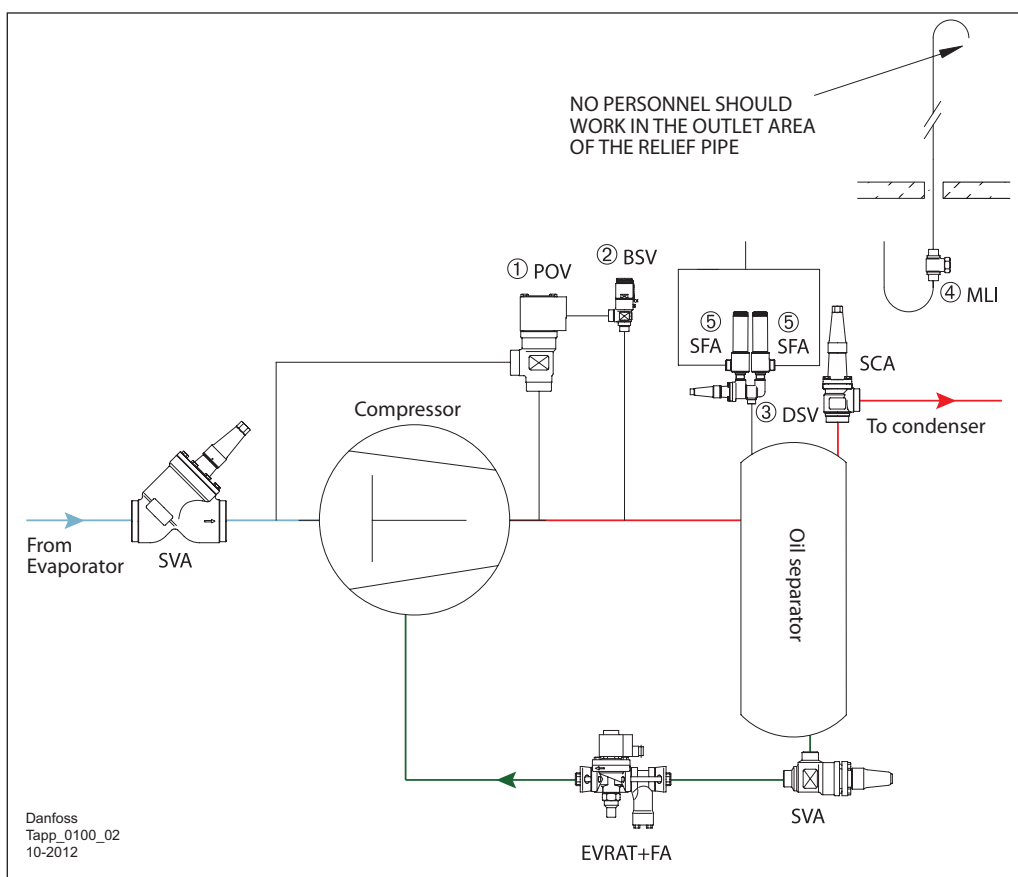 NO PERSONNEL SHOULD
WORK IN THE OUTLET AREA
OF THE RELIEF PIPE
① POV
② BSV
④ MLI
⑤
SFA
⑤
SFA
SCA
③ DSV
To condenser
Compressor
From
Evaporator
SVA
Oil separator
SVA
EVRAT+FA
Danfoss
Tapp_0100_02
10-2012